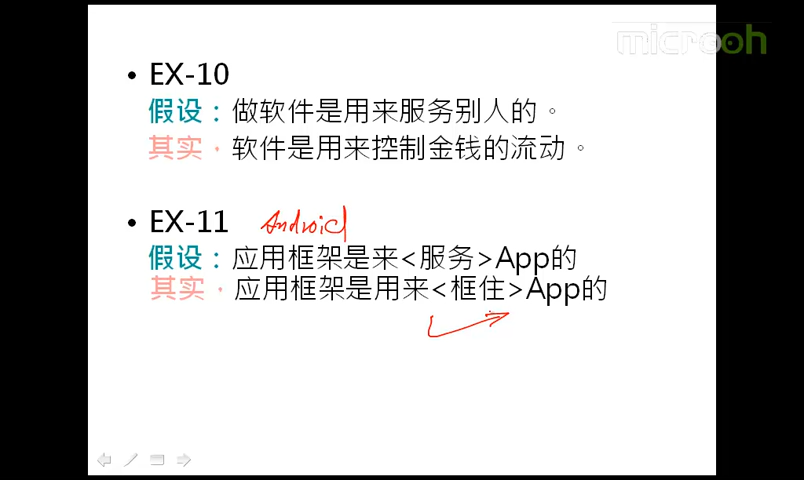 microoh
• EX-10
假设：做软件是用来服务别人的。
其实·软件是用来控制金钱的流动。
• EX-11 Android
假设：应用框架是来<服务>App的
其实·应用框架是用来<框住>App的